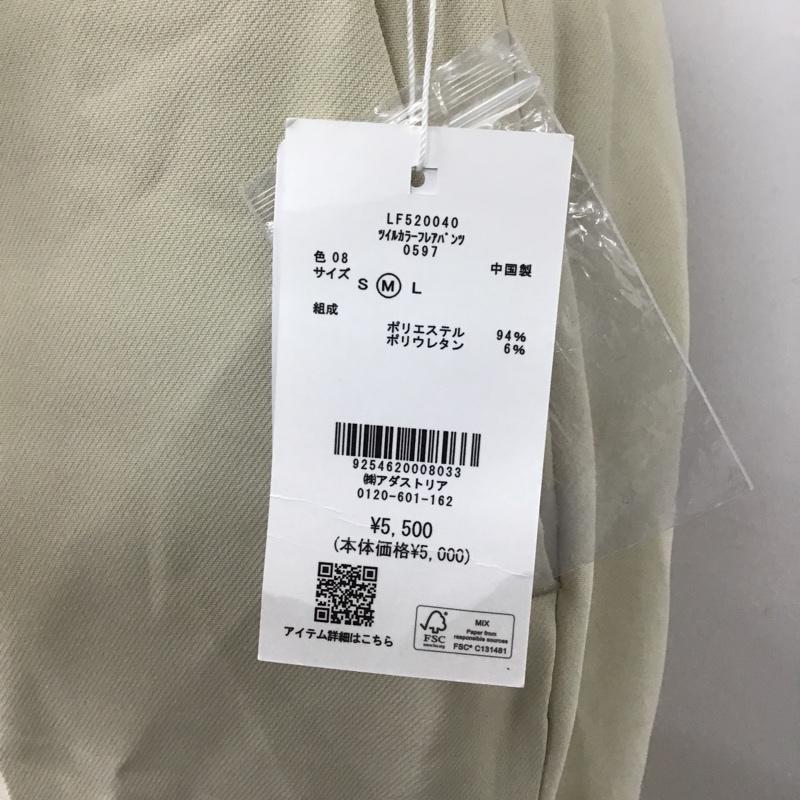 LF520040
ﾂｲﾙｶﾗｰﾌﾚｱﾊﾟﾝﾂ
0597
色 08 中国製
サイズ S M L
組成
ポリエステル 94%
ポリウレタン 6%
9254620008033
㈱アダストリア
0120-601-162
¥5,500
(本体価格¥5,000)
アイテム詳細はこちら
FSC
www.fsc.org
MIX
Paper from
responsible sources
FSC® C131481